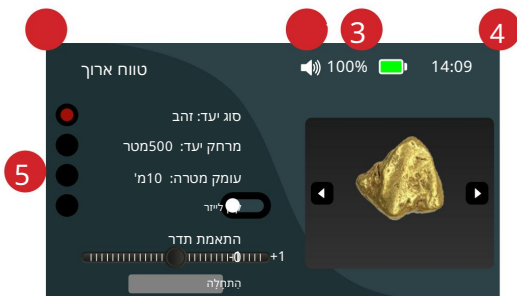 3
4
טווח ארוך
100%
14:09
סוג יעד: זהב
מרחק יעד: 500מטר
5
עומק מטרה: 10מ'
לייזר
התאמת תדר
-0
+1
התחלה